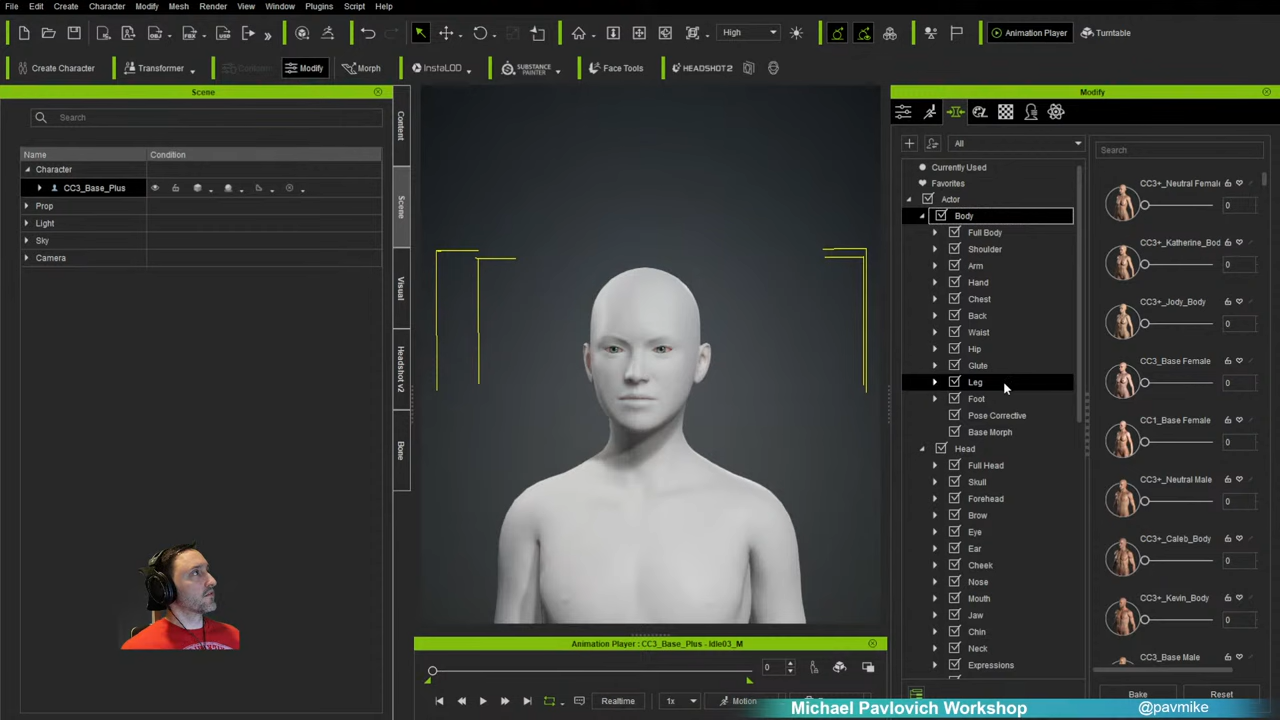 File Edit Create Character Modify Mesh Render View Window Plugins Script Help
High
Animation Player
Turntable
Create Character
Transformer
Modify
Morph
InstaLOD
SUBSTANCE PAINTER
Face Tools
HEADSHOT 2
Scene
Search
Name Condition
Character
CC3_Base_Plus
Prop
Light
Sky
Camera
Content
Scene
Visual
Headshot v2
Bone
Modify
All
Search
Currently Used
Favorites
Actor
Body
Full Body
Shoulder
Arm
Hand
Chest
Back
Waist
Hip
Glute
Leg
Foot
Pose Corrective
Base Morph
Head
Full Head
Skull
Forehead
Brow
Eye
Ear
Cheek
Nose
Mouth
Jaw
Chin
Neck
Expressions
CC3+_Neutral Female
0
CC3+_Katherine_Bod
0
CC3+_Jody_Body
0
CC3_Base Female
0
CC1_Base Female
0
CC3+_Neutral Male
0
CC3+_Caleb_Body
0
CC3+_Kevin_Body
0
CC3_Base Male
Bake
Reset
Animation Player : CC3_Base_Plus - Idle03_M
0
Realtime
1x
Motion
Michael Pavlovich Workshop
@pavmike